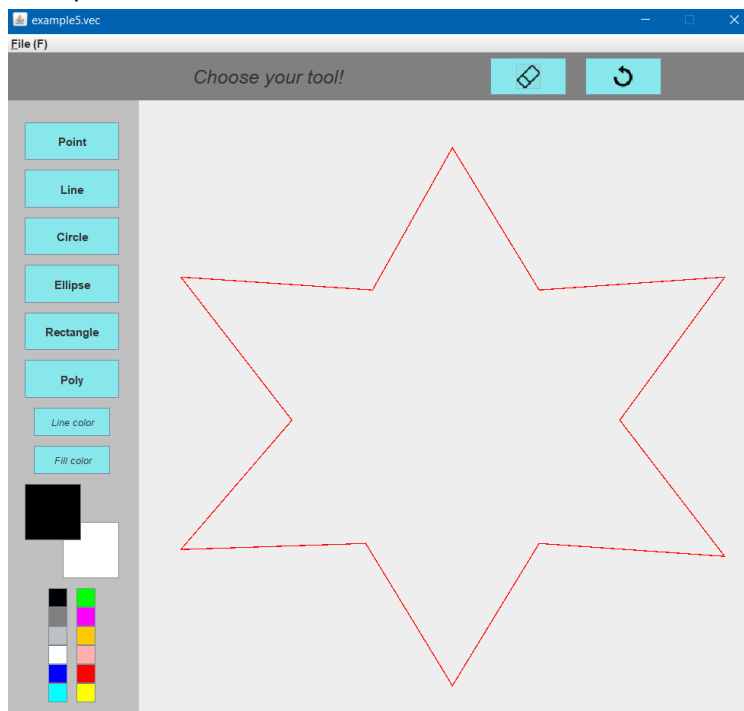 example5.vec
File (F)
Choose your tool!
Point
Line
Circle
Ellipse
Rectangle
Poly
Line color
Fill color